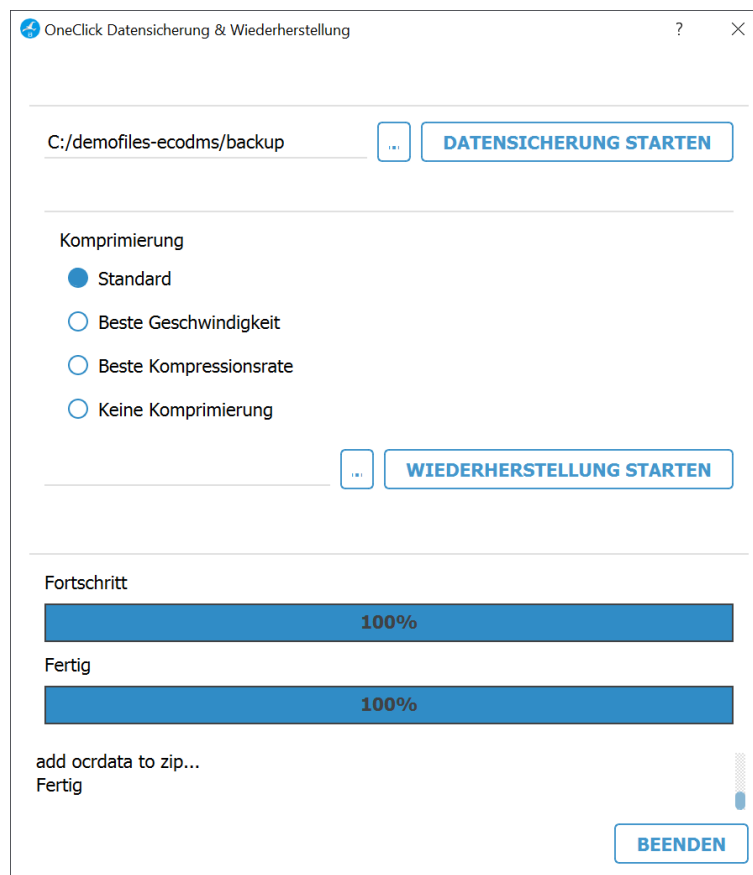 OneClick Datensicherung & Wiederherstellung ?
C:/demofiles-ecodms/backup ... DATENSICHERUNG STARTEN
Komprimierung
Standard
Beste Geschwindigkeit
Beste Kompressionsrate
Keine Komprimierung
... WIEDERHERSTELLUNG STARTEN
Fortschritt
100%
Fertig
100%
add ocrdata to zip...
Fertig
BEENDEN